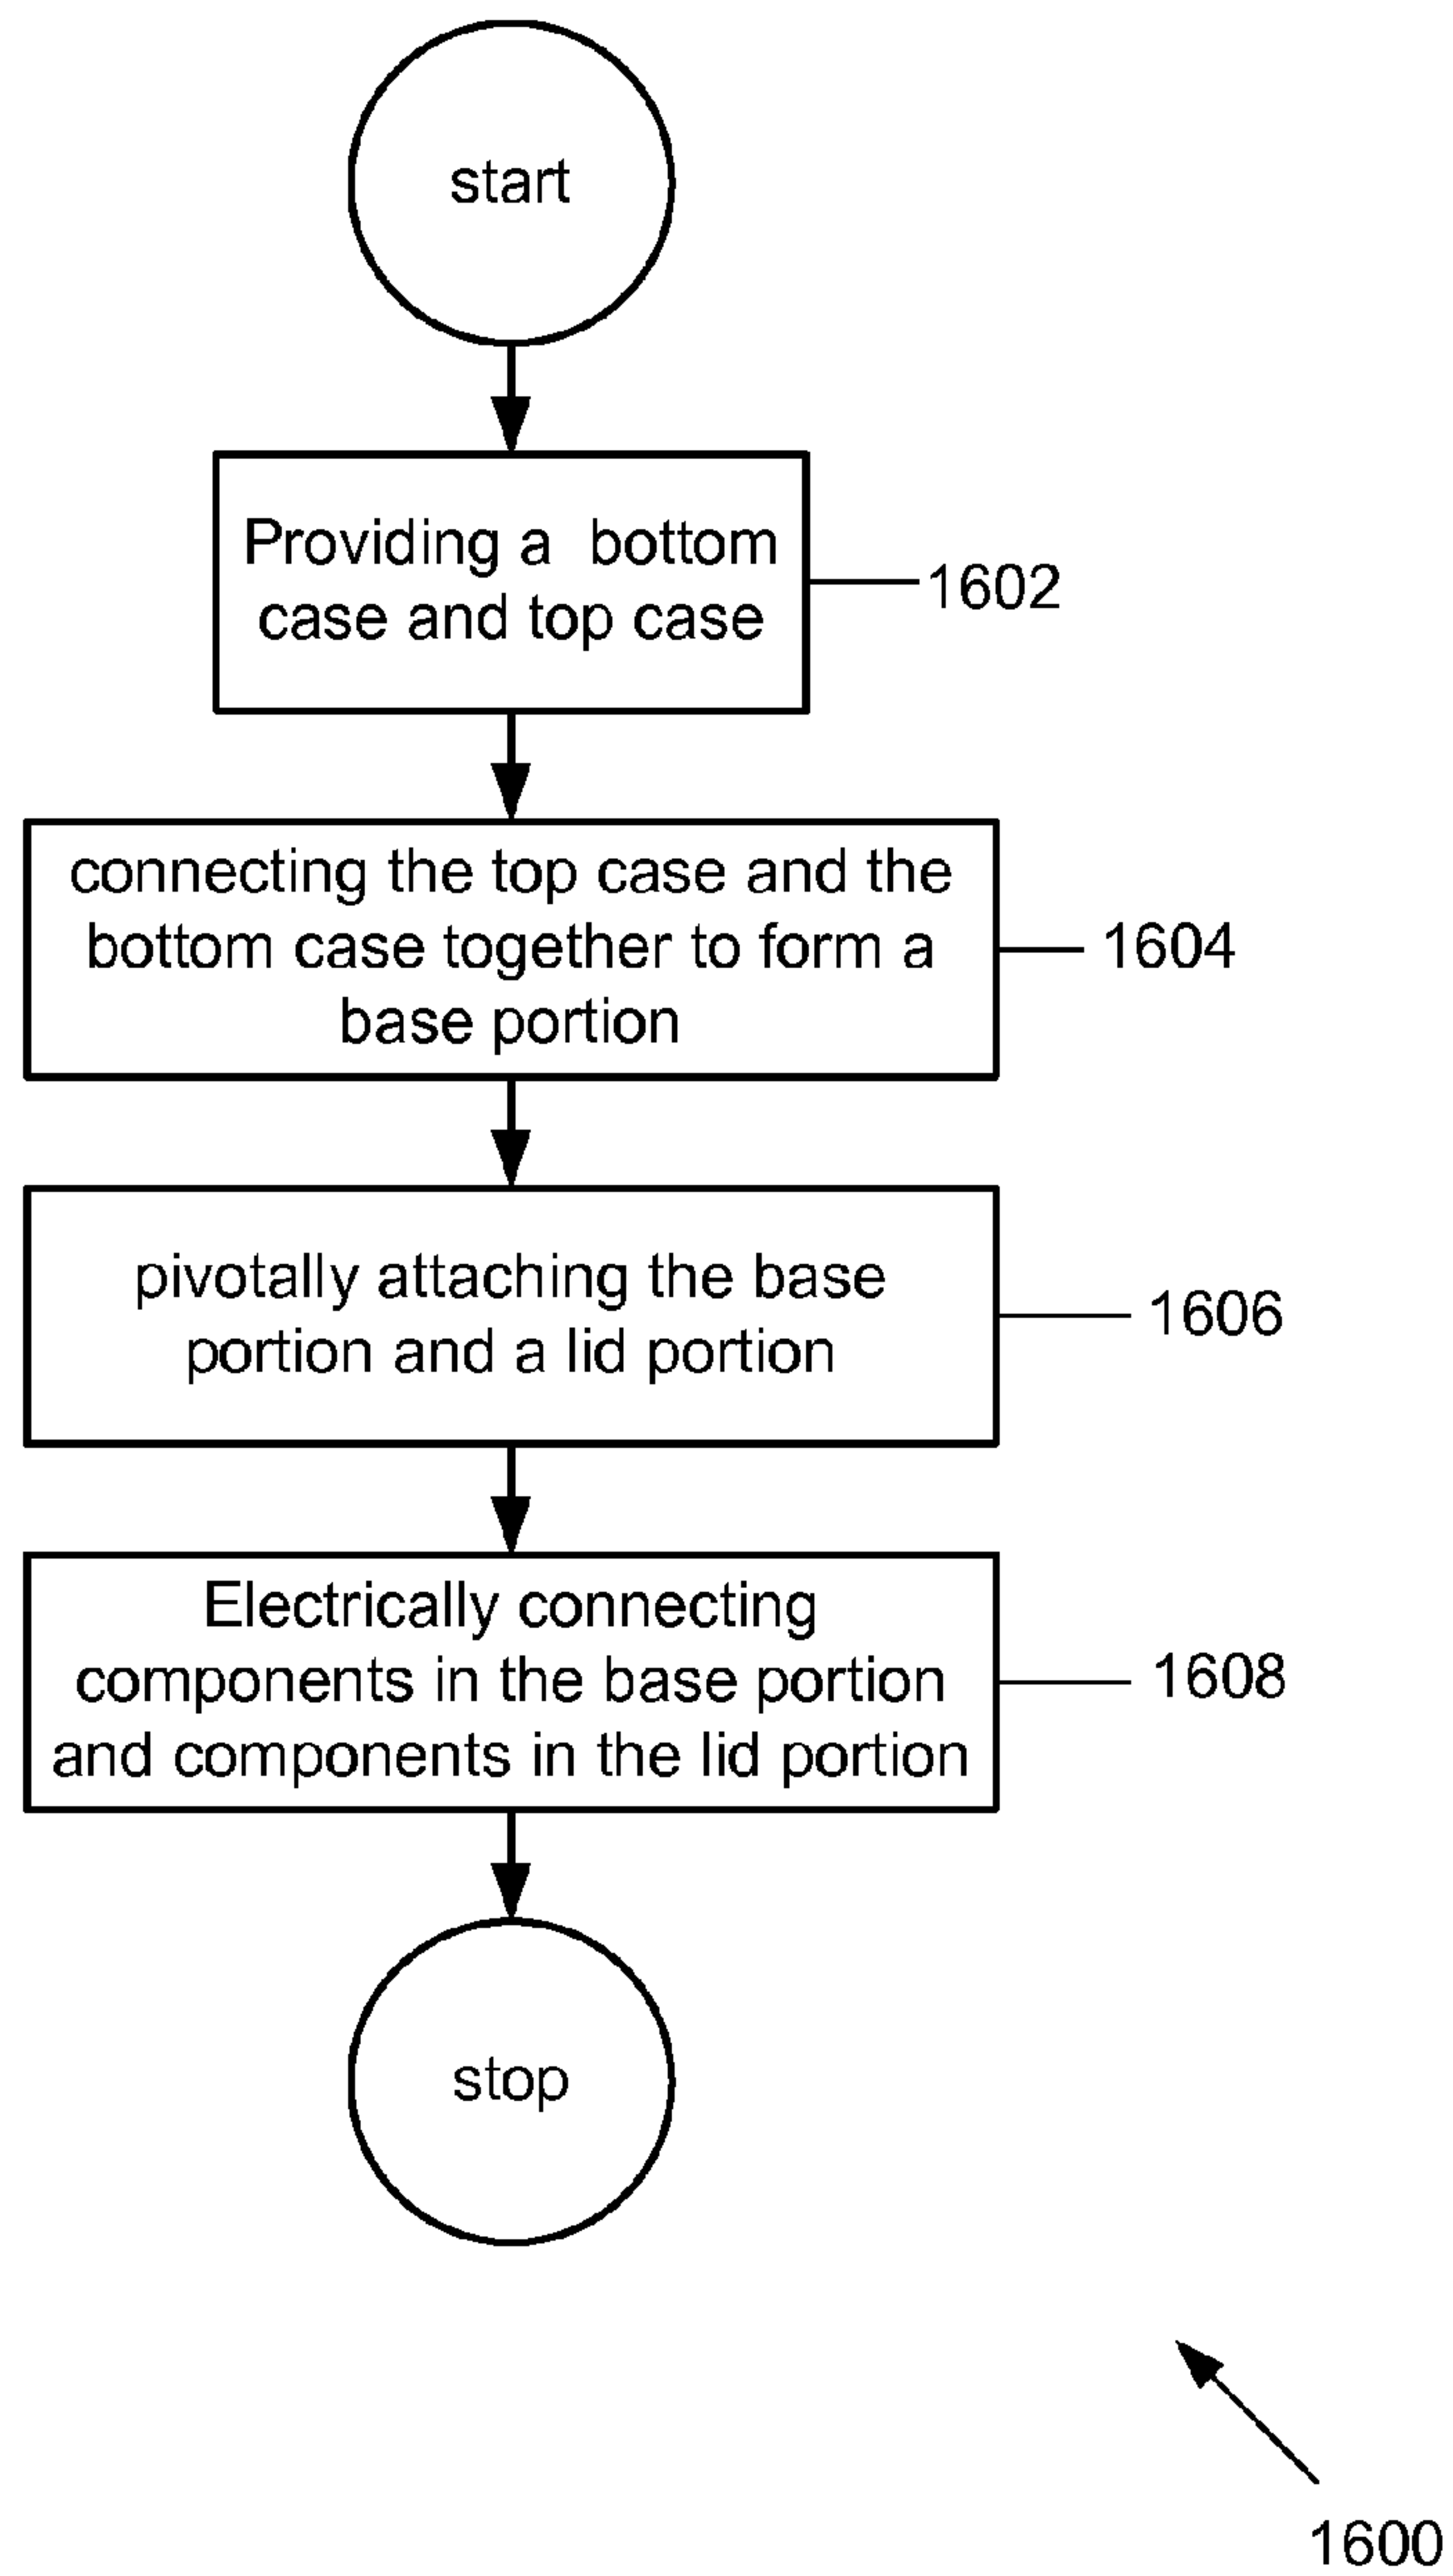 start
Providing a bottom
case and top case
1602
connecting the top case and the
bottom case together to form a
base portion
1604
pivotally attaching the base
portion and a lid portion
1606
Electrically connecting
components in the base portion
and components in the lid portion
1608
stop
1600